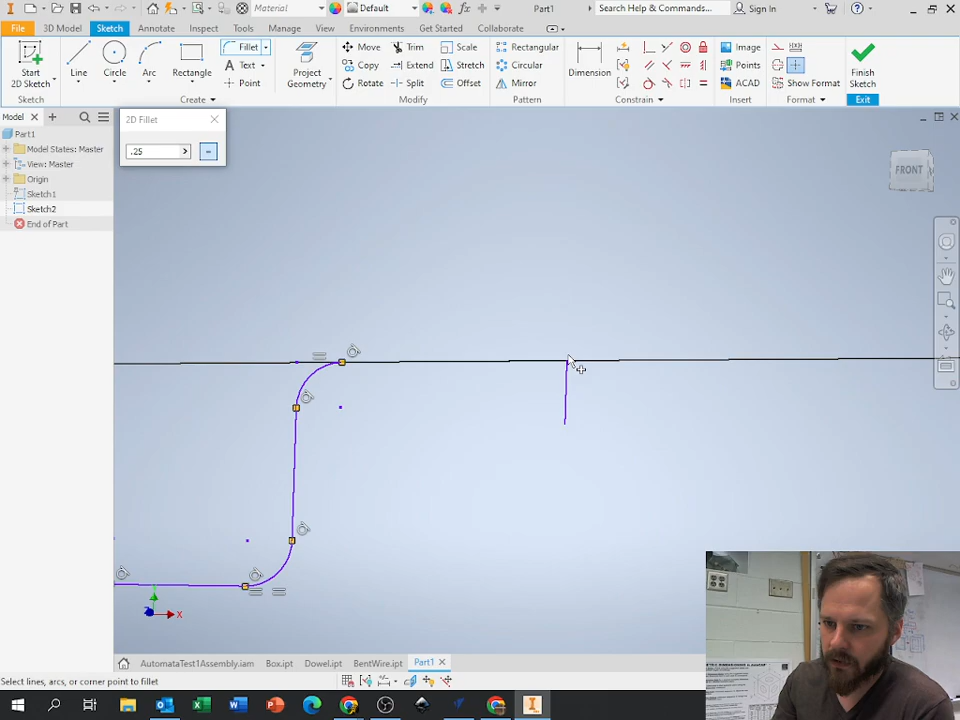 Material
Default
Part1
Search Help & Commands...
Sign In
File
3D Model
Sketch
Annotate
Inspect
Tools
Manage
View
Environments
Get Started
Collaborate
Start
2D Sketch
Line
Circle
Arc
Rectangle
Fillet
Text
Point
Project
Geometry
Move
Copy
Rotate
Trim
Extend
Split
Scale
Stretch
Offset
Rectangular
Circular
Mirror
Dimension
Image
Points
ACAD
Show Format
Finish
Sketch
Sketch
Create
Modify
Pattern
Constrain
Insert
Format
Exit
Model
2D Fillet
.25
Part1
Model States: Master
View: Master
Origin
Sketch1
Sketch2
End of Part
FRONT
X
AutomataTest1Assembly.iam
Box.ipt
Dowel.ipt
BentWire.ipt
Part1
Select lines, arcs, or corner point to fillet